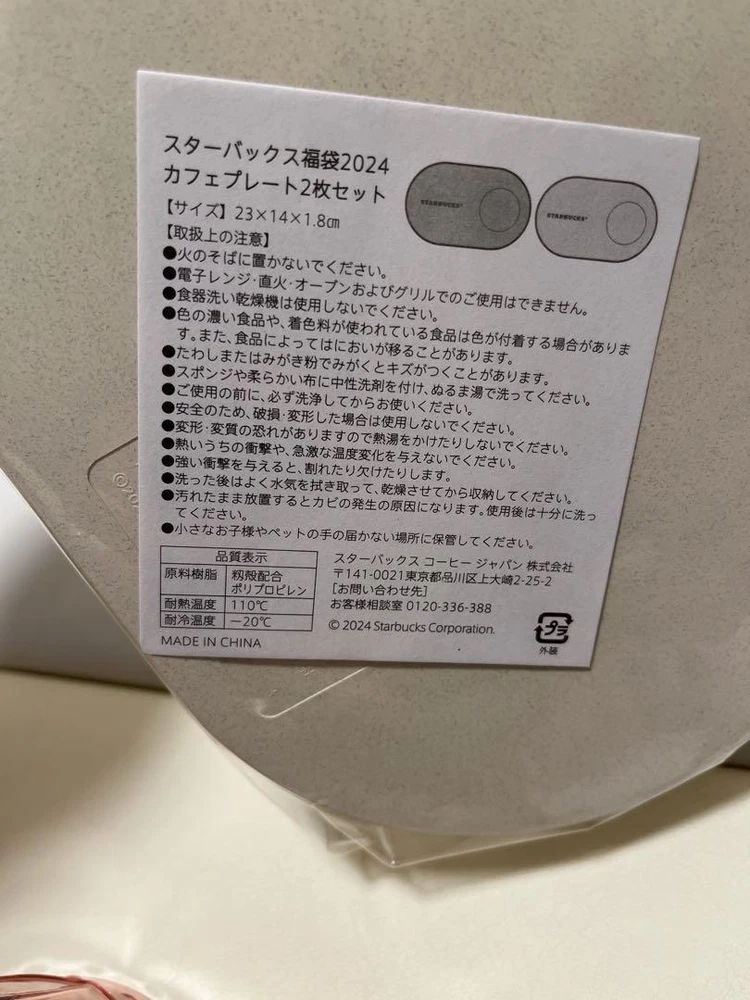 スターバックス福袋2024
カフェプレート2枚セット
STARBUCKS®
STARBUCKS®
【サイズ】23×14×1.8㎝
【取扱上の注意】
●火のそばに置かないでください。
●電子レンジ・直火・オーブンおよびグリルでのご使用はできません。
●食器洗い乾燥機は使用しないでください。
●色の濃い食品や、着色料が使われている食品は色が付着する場合がありま
す。また、食品によってはにおいが移ることがあります。
●たわしまたはみがき粉でみがくとキズがつくことがあります。
●スポンジや柔らかい布に中性洗剤を付け、ぬるま湯で洗ってください。
●ご使用の前に、必ず洗浄してからお使いください。
●安全のため、破損・変形した場合は使用しないでください。
●変形・変質の恐れがありますので熱湯をかけたりしないでください。
●熱いうちの衝撃や、急激な温度変化を与えないでください。
●強い衝撃を与えると、割れたり欠けたりします。
●洗った後はよく水気を拭き取って、乾燥させてから収納してください。
●汚れたまま放置するとカビの発生の原因になります。使用後は十分に洗っ
てください。
●小さなお子様やペットの手の届かない場所に保管してください。
品質表示
原料樹脂 籾殻配合
ポリプロピレン
耐熱温度 110℃
耐冷温度 －20℃
MADE IN CHINA
スターバックス コーヒー ジャパン 株式会社
〒141-0021東京都品川区上大崎2-25-2
［お問い合わせ先］
お客様相談室 0120-336-388
© 2024 Starbucks Corporation.
プラ
外装